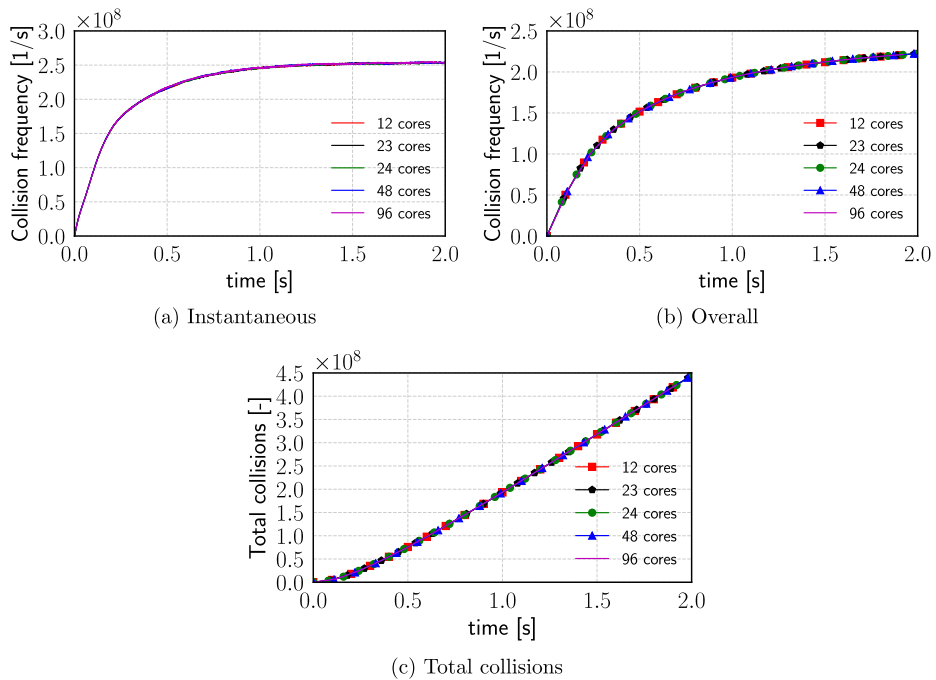 ×10⁸
3.0
2.5
2.0
1.5
1.0
0.5
0.0
Collision frequency [1/s]
12 cores
23 cores
24 cores
48 cores
96 cores
0.0 0.5 1.0 1.5 2.0
time [s]
(a) Instantaneous
×10⁸
2.5
2.0
1.5
1.0
0.5
0.0
Collision frequency [1/s]
12 cores
23 cores
24 cores
48 cores
96 cores
0.0 0.5 1.0 1.5 2.0
time [s]
(b) Overall
×10⁸
4.5
4.0
3.5
3.0
2.5
2.0
1.5
1.0
0.5
0.0
Total collisions [-]
12 cores
23 cores
24 cores
48 cores
96 cores
0.0 0.5 1.0 1.5 2.0
time [s]
(c) Total collisions